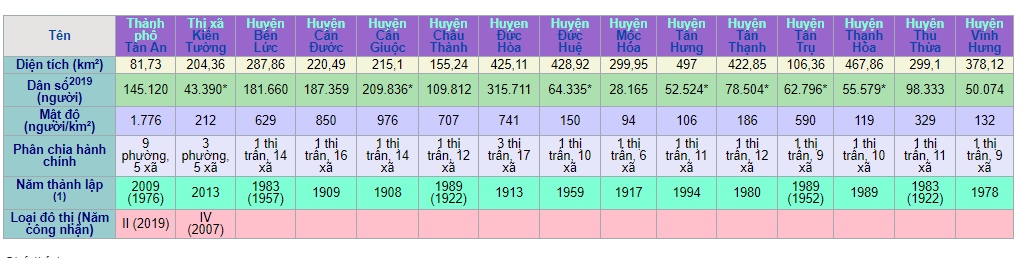 Tên
Thành phố Tân An
Thị xã Kiến Tường
Huyện Bến Lức
Huyện Cần Đước
Huyện Cần Giuộc
Huyện Châu Thành
Huyện Đức Hòa
Huyện Đức Huệ
Huyện Mộc Hóa
Huyện Tân Hưng
Huyện Tân Thạnh
Huyện Tân Trụ
Huyện Thạnh Hóa
Huyện Thủ Thừa
Huyện Vĩnh Hưng
Diện tích (km²) 81,73 204,36 287,86 220,49 215,1 155,24 425,11 428,92 299,95 497 422,85 106,36 467,86 299,1 378,12
Dân số2019 (người) 145.120 43.390* 181.660 187.359 209.836* 109.812 315.711 64.335* 28.165 52.524* 78.504* 62.796* 55.579* 98.333 50.074
Mật độ (người/km²) 1.776 212 629 850 976 707 741 150 94 106 186 590 119 329 132
Phân chia hành chính
9 phường, 5 xã
3 phường, 5 xã
1 thị trấn, 14 xã
1 thị trấn, 16 xã
1 thị trấn, 14 xã
1 thị trấn, 12 xã
3 thị trấn, 17 xã
1 thị trấn, 10 xã
1 thị trấn, 6 xã
1 thị trấn, 11 xã
1 thị trấn, 12 xã
1 thị trấn, 9 xã
1 thị trấn, 10 xã
1 thị trấn, 11 xã
1 thị trấn, 9 xã
Năm thành lập (1) 2009 (1976) 2013 1983 (1957) 1909 1908 1989 (1922) 1913 1959 1917 1994 1980 1989 (1952) 1989 1983 (1922) 1978
Loại đô thị (Năm công nhận) II (2019) IV (2007)